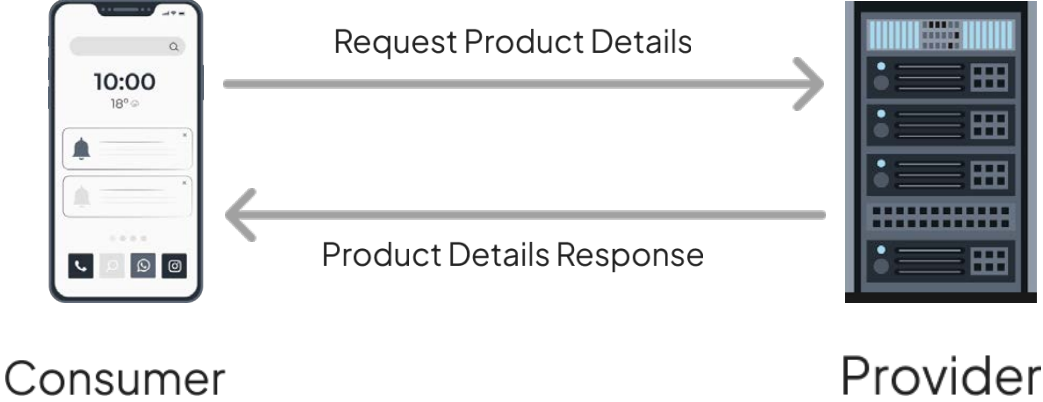 Request Product Details
10:00
18°
Product Details Response
Consumer
Provider